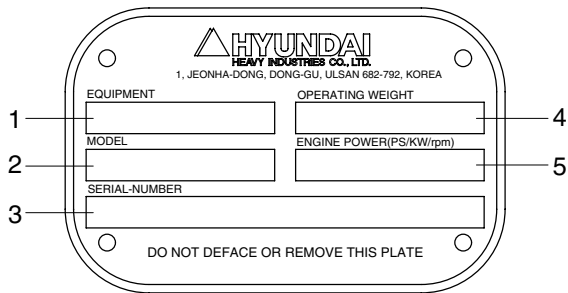 HYUNDAI
HEAVY INDUSTRIES CO., LTD.
1, JEONHA-DONG, DONG-GU, ULSAN 682-792, KOREA
EQUIPMENT
OPERATING WEIGHT
1
4
MODEL
ENGINE POWER(PS/KW/rpm)
2
5
SERIAL-NUMBER
3
DO NOT DEFACE OR REMOVE THIS PLATE